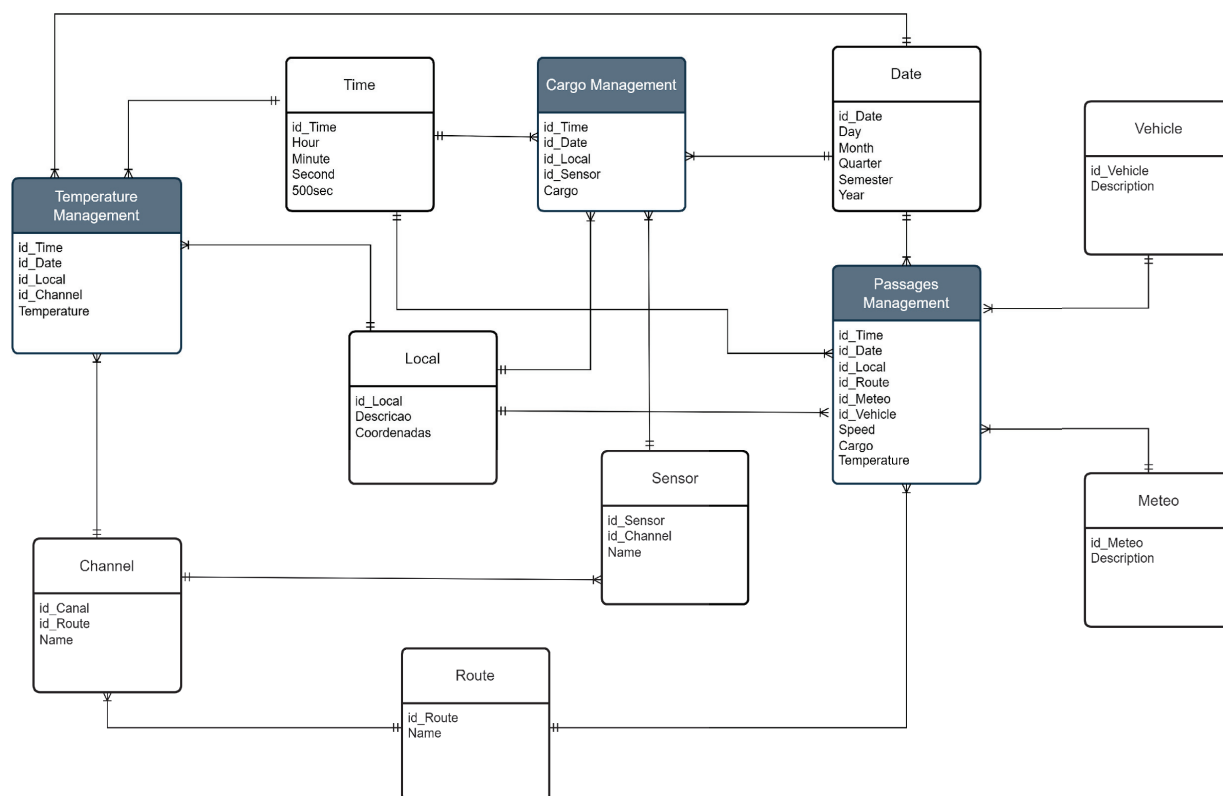 Time
id_Time
Hour
Minute
Second
500sec
Cargo Management
id_Time
id_Date
id_Local
id_Sensor
Cargo
Date
id_Date
Day
Month
Quarter
Semester
Year
Vehicle
id_Vehicle
Description
Temperature
Management
id_Time
id_Date
id_Local
id_Channel
Temperature
Passages
Management
id_Time
id_Date
id_Local
id_Route
id_Meteo
id_Vehicle
Speed
Cargo
Temperature
Local
id_Local
Descricao
Coordenadas
Sensor
id_Sensor
id_Channel
Name
Meteo
id_Meteo
Description
Channel
id_Canal
id_Route
Name
Route
id_Route
Name